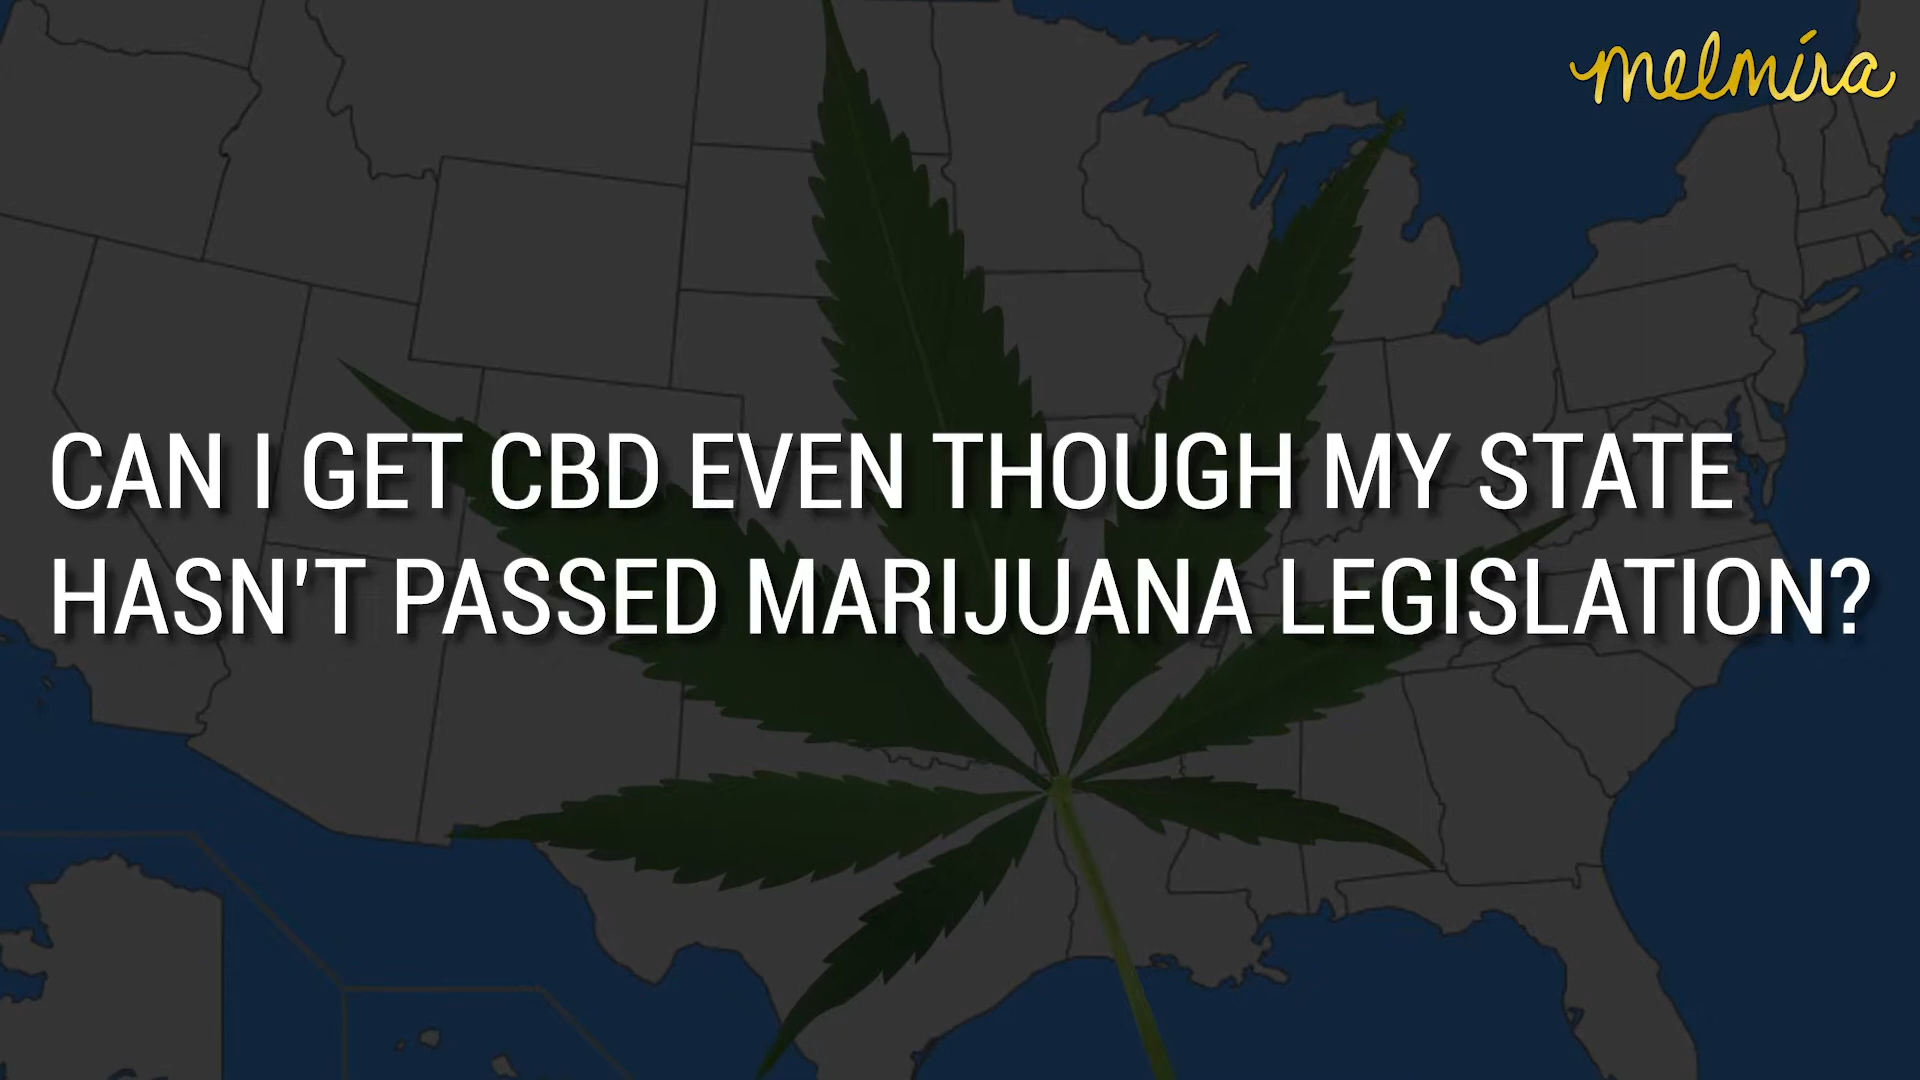 melmira
CAN I GET CBD EVEN THOUGH MY STATE
HASN'T PASSED MARIJUANA LEGISLATION?